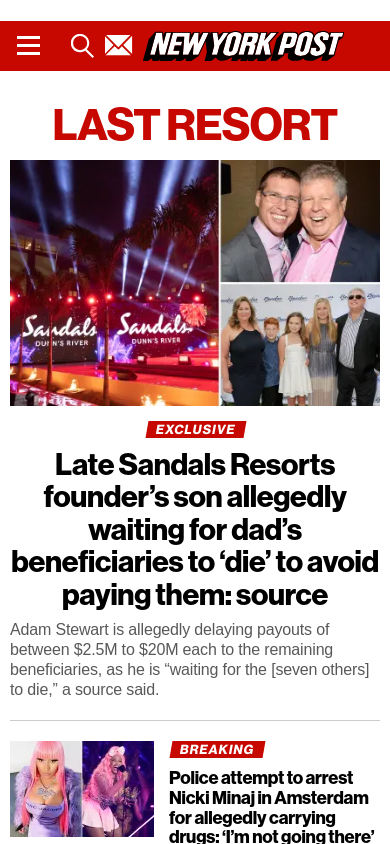 NEW YORK POST
LAST RESORT
Sandals
DUNN'S RIVER
Sandals
DUNN'S RIVER
EXCLUSIVE
Late Sandals Resorts
founder’s son allegedly
waiting for dad’s
beneficiaries to ‘die’ to avoid
paying them: source
Adam Stewart is allegedly delaying payouts of
between $2.5M to $20M each to the remaining
beneficiaries, as he is “waiting for the [seven others]
to die,” a source said.
BREAKING
Police attempt to arrest
Nicki Minaj in Amsterdam
for allegedly carrying
drugs: ‘I’m not going there’